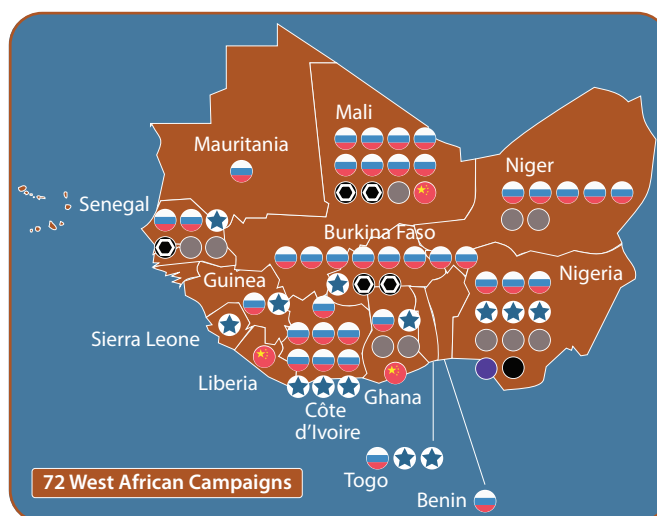 Mali
Mauritania
Niger
Senegal
Burkina Faso
Guinea
Nigeria
Sierra Leone
Liberia
Ghana
Côte
d'Ivoire
Togo
72 West African Campaigns
Benin